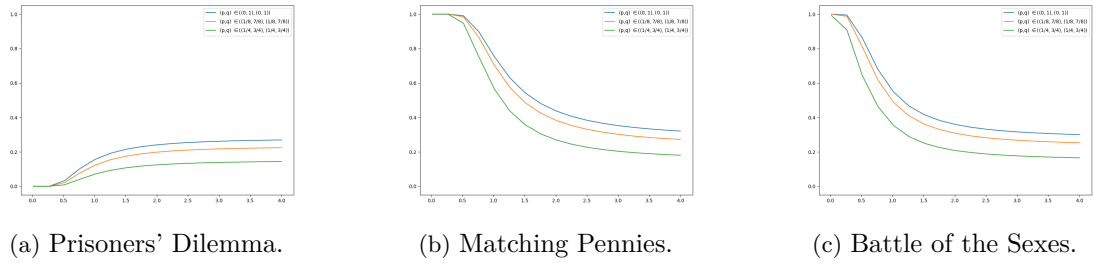 (p,q) ∈((0, 1), (0, 1))
(p,q) ∈((1/8, 7/8), (1/8, 7/8))
(p,q) ∈((1/4, 3/4), (1/4, 3/4))
1.0
0.8
0.6
0.4
0.2
0.0
0.0 0.5 1.0 1.5 2.0 2.5 3.0 3.5 4.0
(a) Prisoners' Dilemma.
(p,q) ∈((0, 1), (0, 1))
(p,q) ∈((1/8, 7/8), (1/8, 7/8))
(p,q) ∈((1/4, 3/4), (1/4, 3/4))
1.0
0.8
0.6
0.4
0.2
0.0
0.0 0.5 1.0 1.5 2.0 2.5 3.0 3.5 4.0
(b) Matching Pennies.
(p,q) ∈((0, 1), (0, 1))
(p,q) ∈((1/8, 7/8), (1/8, 7/8))
(p,q) ∈((1/4, 3/4), (1/4, 3/4))
1.0
0.8
0.6
0.4
0.2
0.0
0.0 0.5 1.0 1.5 2.0 2.5 3.0 3.5 4.0
(c) Battle of the Sexes.